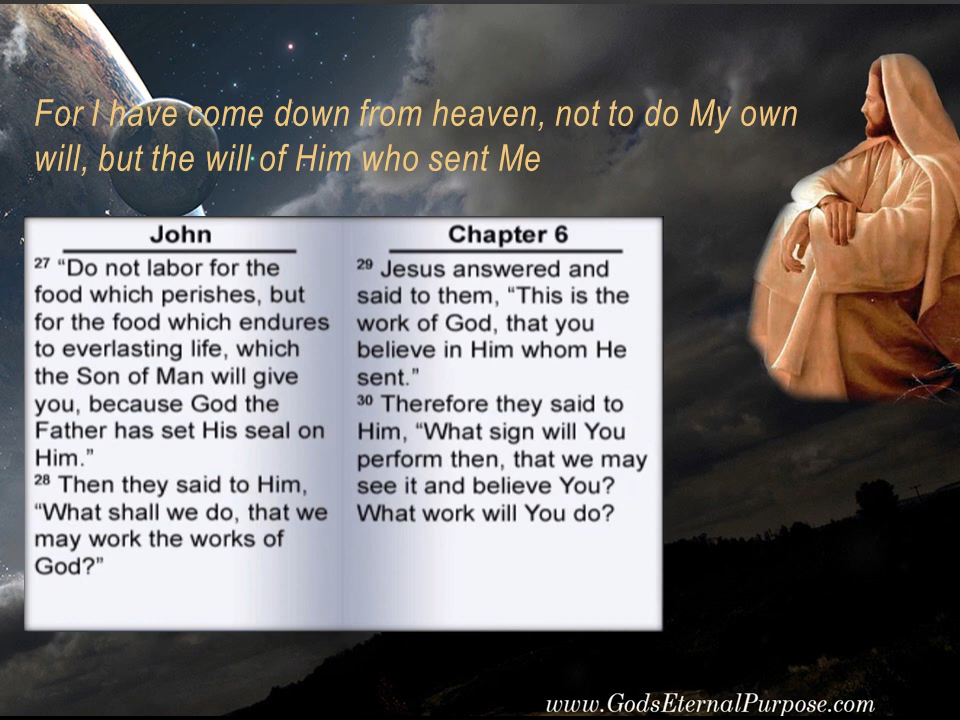 For I have come down from heaven, not to do My own
will, but the will of Him who sent Me
John
27 “Do not labor for the
food which perishes, but
for the food which endures
to everlasting life, which
the Son of Man will give
you, because God the
Father has set His seal on
Him.”
28 Then they said to Him,
“What shall we do, that we
may work the works of
God?”
Chapter 6
29 Jesus answered and
said to them, “This is the
work of God, that you
believe in Him whom He
sent.”
30 Therefore they said to
Him, “What sign will You
perform then, that we may
see it and believe You?
What work will You do?
www.GodsEternalPurpose.com